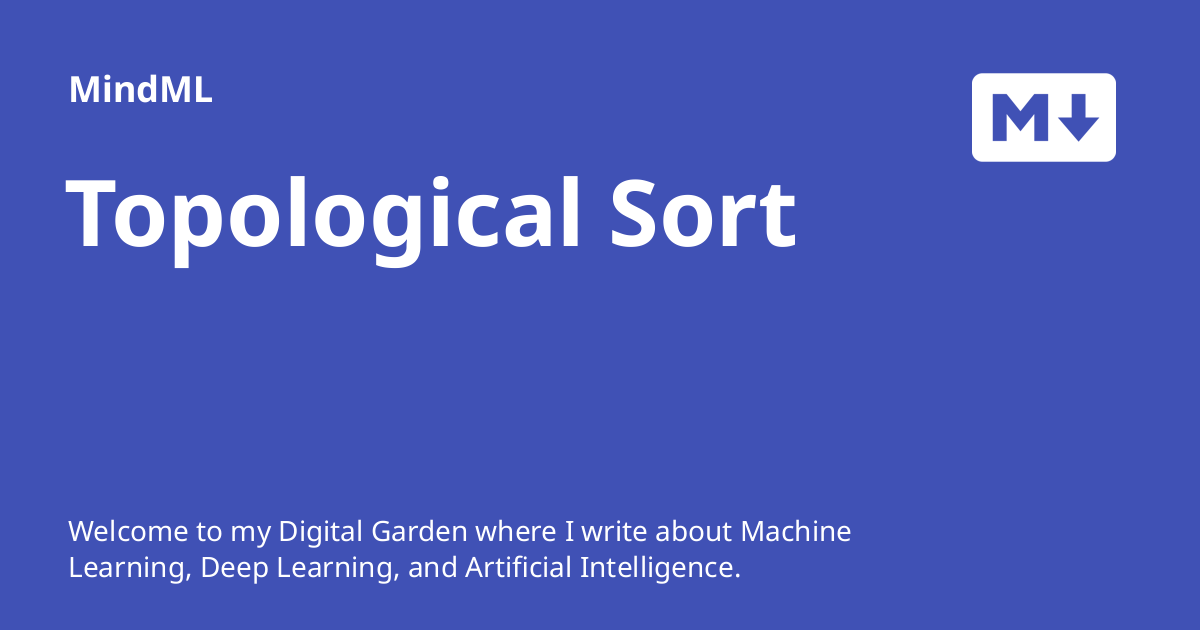 MindML
M
Topological Sort
Welcome to my Digital Garden where I write about Machine
Learning, Deep Learning, and Artificial Intelligence.